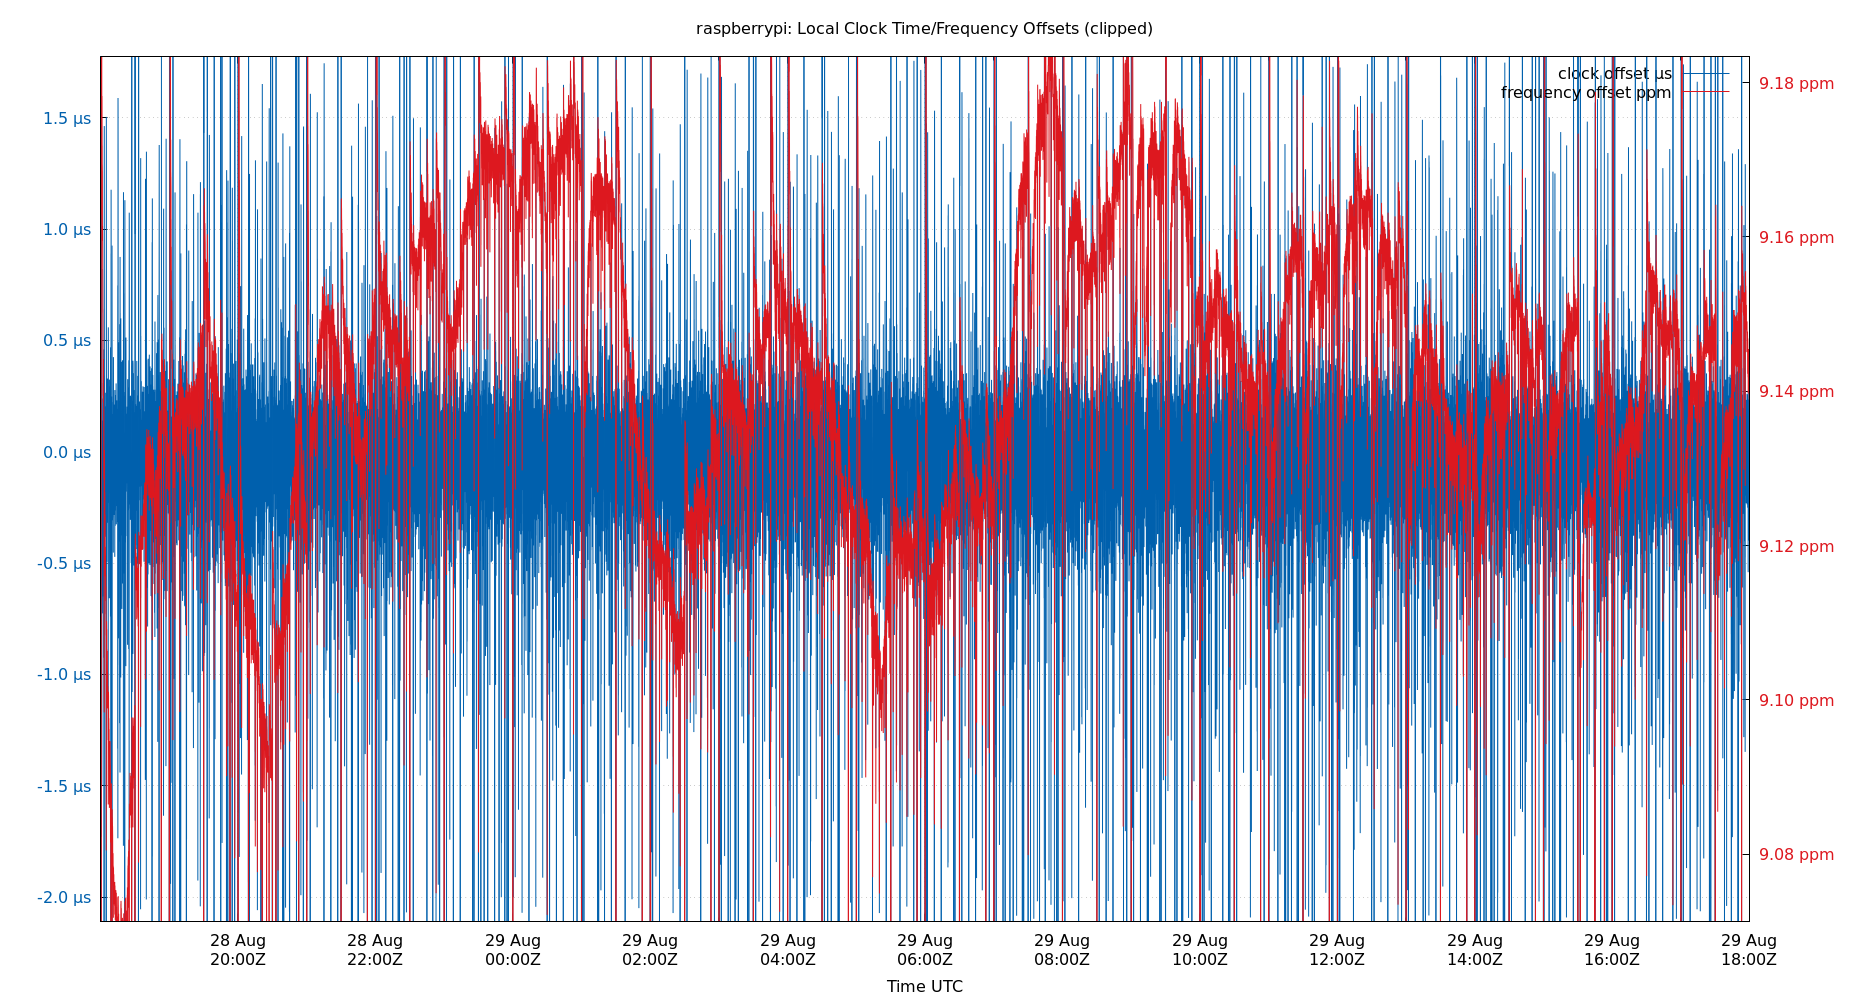 raspberrypi: Local Clock Time/Frequency Offsets (clipped)
clock offset µs
frequency offset ppm
1.5 µs
1.0 µs
0.5 µs
0.0 µs
-0.5 µs
-1.0 µs
-1.5 µs
-2.0 µs
9.18 ppm
9.16 ppm
9.14 ppm
9.12 ppm
9.10 ppm
9.08 ppm
28 Aug 28 Aug 29 Aug 29 Aug 29 Aug 29 Aug 29 Aug 29 Aug 29 Aug 29 Aug 29 Aug 29 Aug
20:00Z 22:00Z 00:00Z 02:00Z 04:00Z 06:00Z 08:00Z 10:00Z 12:00Z 14:00Z 16:00Z 18:00Z
Time UTC